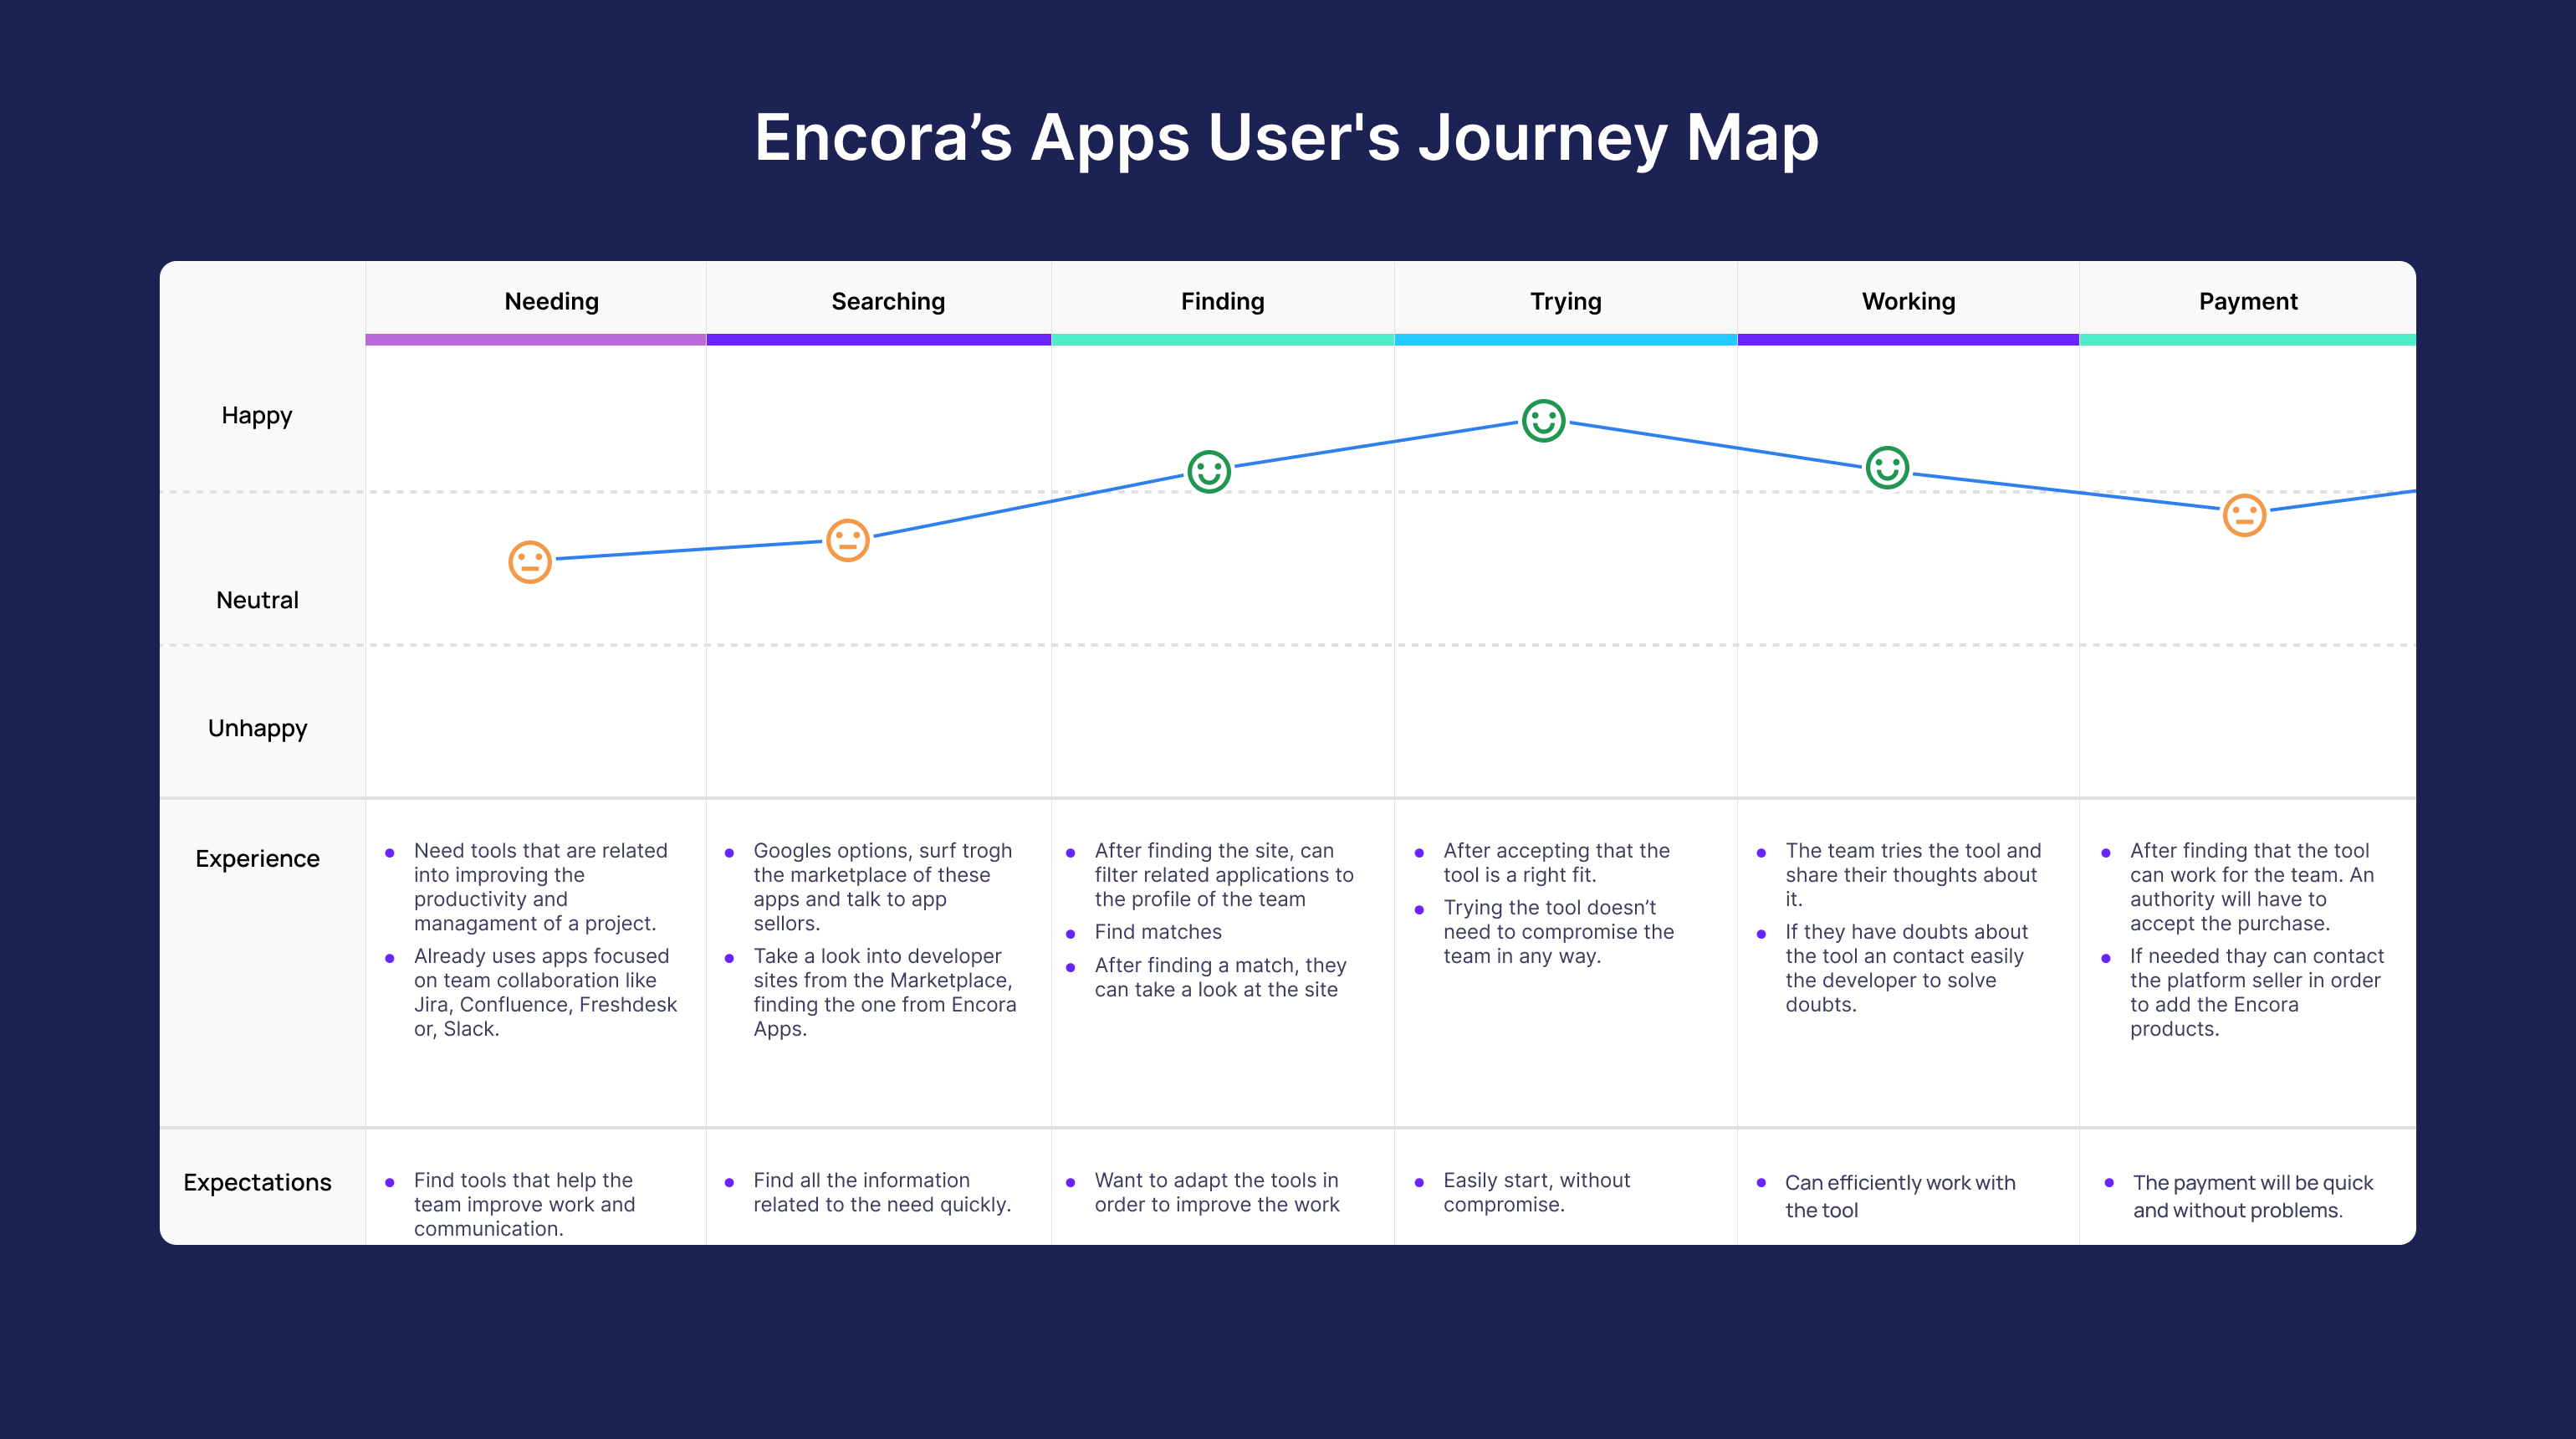 Encora’s Apps User's Journey Map
Needing
Searching
Finding
Trying
Working
Payment
Happy
Neutral
Unhappy
Experience
Need tools that are related
into improving the
productivity and
managament of a project.
Already uses apps focused
on team collaboration like
Jira, Confluence, Freshdesk
or, Slack.
Googles options, surf trogh
the marketplace of these
apps and talk to app
sellors.
Take a look into developer
sites from the Marketplace,
finding the one from Encora
Apps.
After finding the site, can
filter related applications to
the profile of the team
Find matches
After finding a match, they
can take a look at the site
After accepting that the
tool is a right fit.
Trying the tool doesn’t
need to compromise the
team in any way.
The team tries the tool and
share their thoughts about
it.
If they have doubts about
the tool an contact easily
the developer to solve
doubts.
After finding that the tool
can work for the team. An
authority will have to
accept the purchase.
If needed thay can contact
the platform seller in order
to add the Encora
products.
Expectations
Find tools that help the
team improve work and
communication.
Find all the information
related to the need quickly.
Want to adapt the tools in
order to improve the work
Easily start, without
compromise.
Can efficiently work with
the tool
The payment will be quick
and without problems.